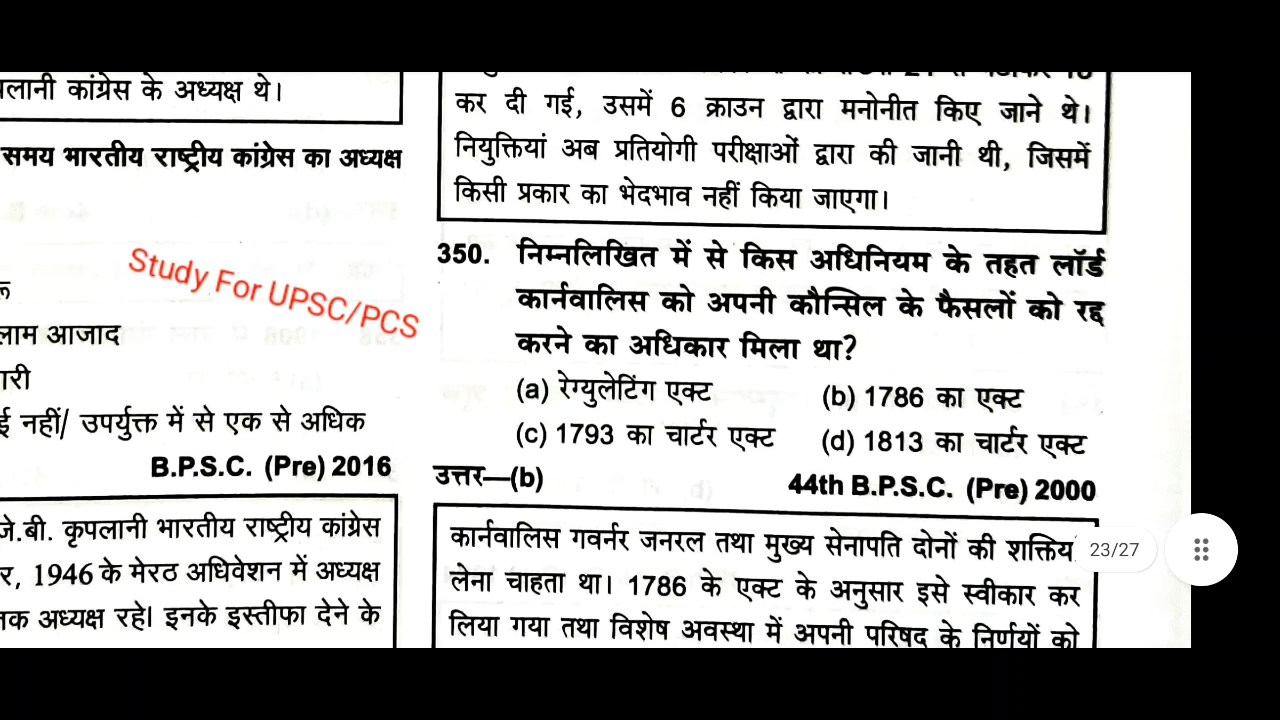 कांग्रेस के अध्यक्ष थे।
समय भारतीय राष्ट्रीय कांग्रेस का अध्यक्ष
Study For UPSC/PCS
आजाद
नहीं/ उपर्युक्त में से एक से अधिक
B.P.S.C. (Pre) 2016
जे.बी. कृपलानी भारतीय राष्ट्रीय कांग्रेस
1946 के मेरठ अधिवेशन में अध्यक्ष
अध्यक्ष रहे। इनके इस्तीफा देने के
कर दी गई, उसमें 6 क्राउन द्वारा मनोनीत किए जाने थे।
नियुक्तियां अब प्रतियोगी परीक्षाओं द्वारा की जानी थी, जिसमें
किसी प्रकार का भेदभाव नहीं किया जाएगा।
350. निम्नलिखित में से किस अधिनियम के तहत लॉर्ड
कार्नवालिस को अपनी कौन्सिल के फैसलों को रद्द
करने का अधिकार मिला था?
(a) रेग्युलेटिंग एक्ट (b) 1786 का एक्ट
(c) 1793 का चार्टर एक्ट (d) 1813 का चार्टर एक्ट
उत्तर—(b) 44th B.P.S.C. (Pre) 2000
कार्नवालिस गवर्नर जनरल तथा मुख्य सेनापति दोनों की
लेना चाहता था। 1786 के एक्ट के अनुसार इसे स्वीकार कर
लिया गया तथा विशेष अवस्था में अपनी परिषद के निर्णयों को
23/27